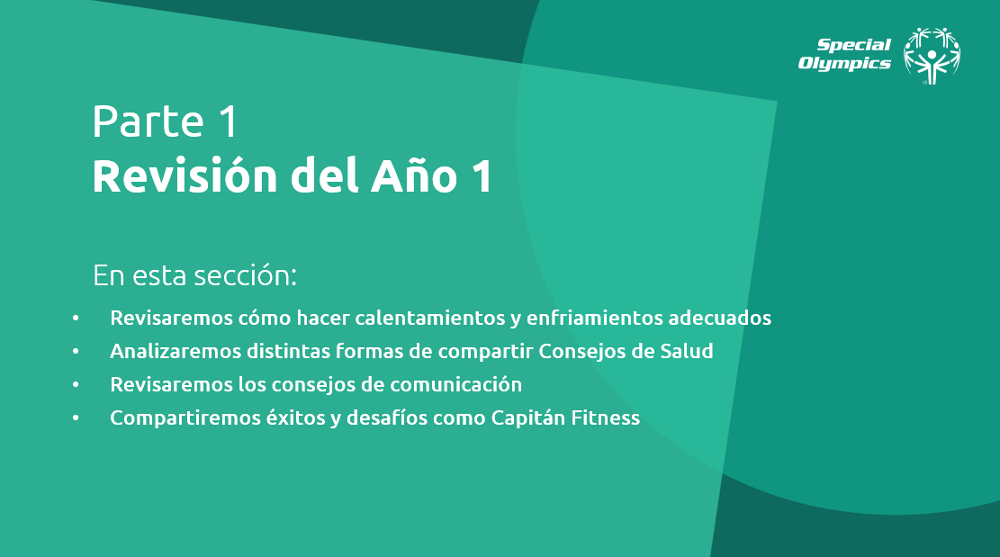 Special
Olympics
Parte 1
Revisión del Año 1
En esta sección:
• Revisaremos cómo hacer calentamientos y enfriamientos adecuados
• Analizaremos distintas formas de compartir Consejos de Salud
• Revisaremos los consejos de comunicación
• Compartiremos éxitos y desafíos como Capitán Fitness